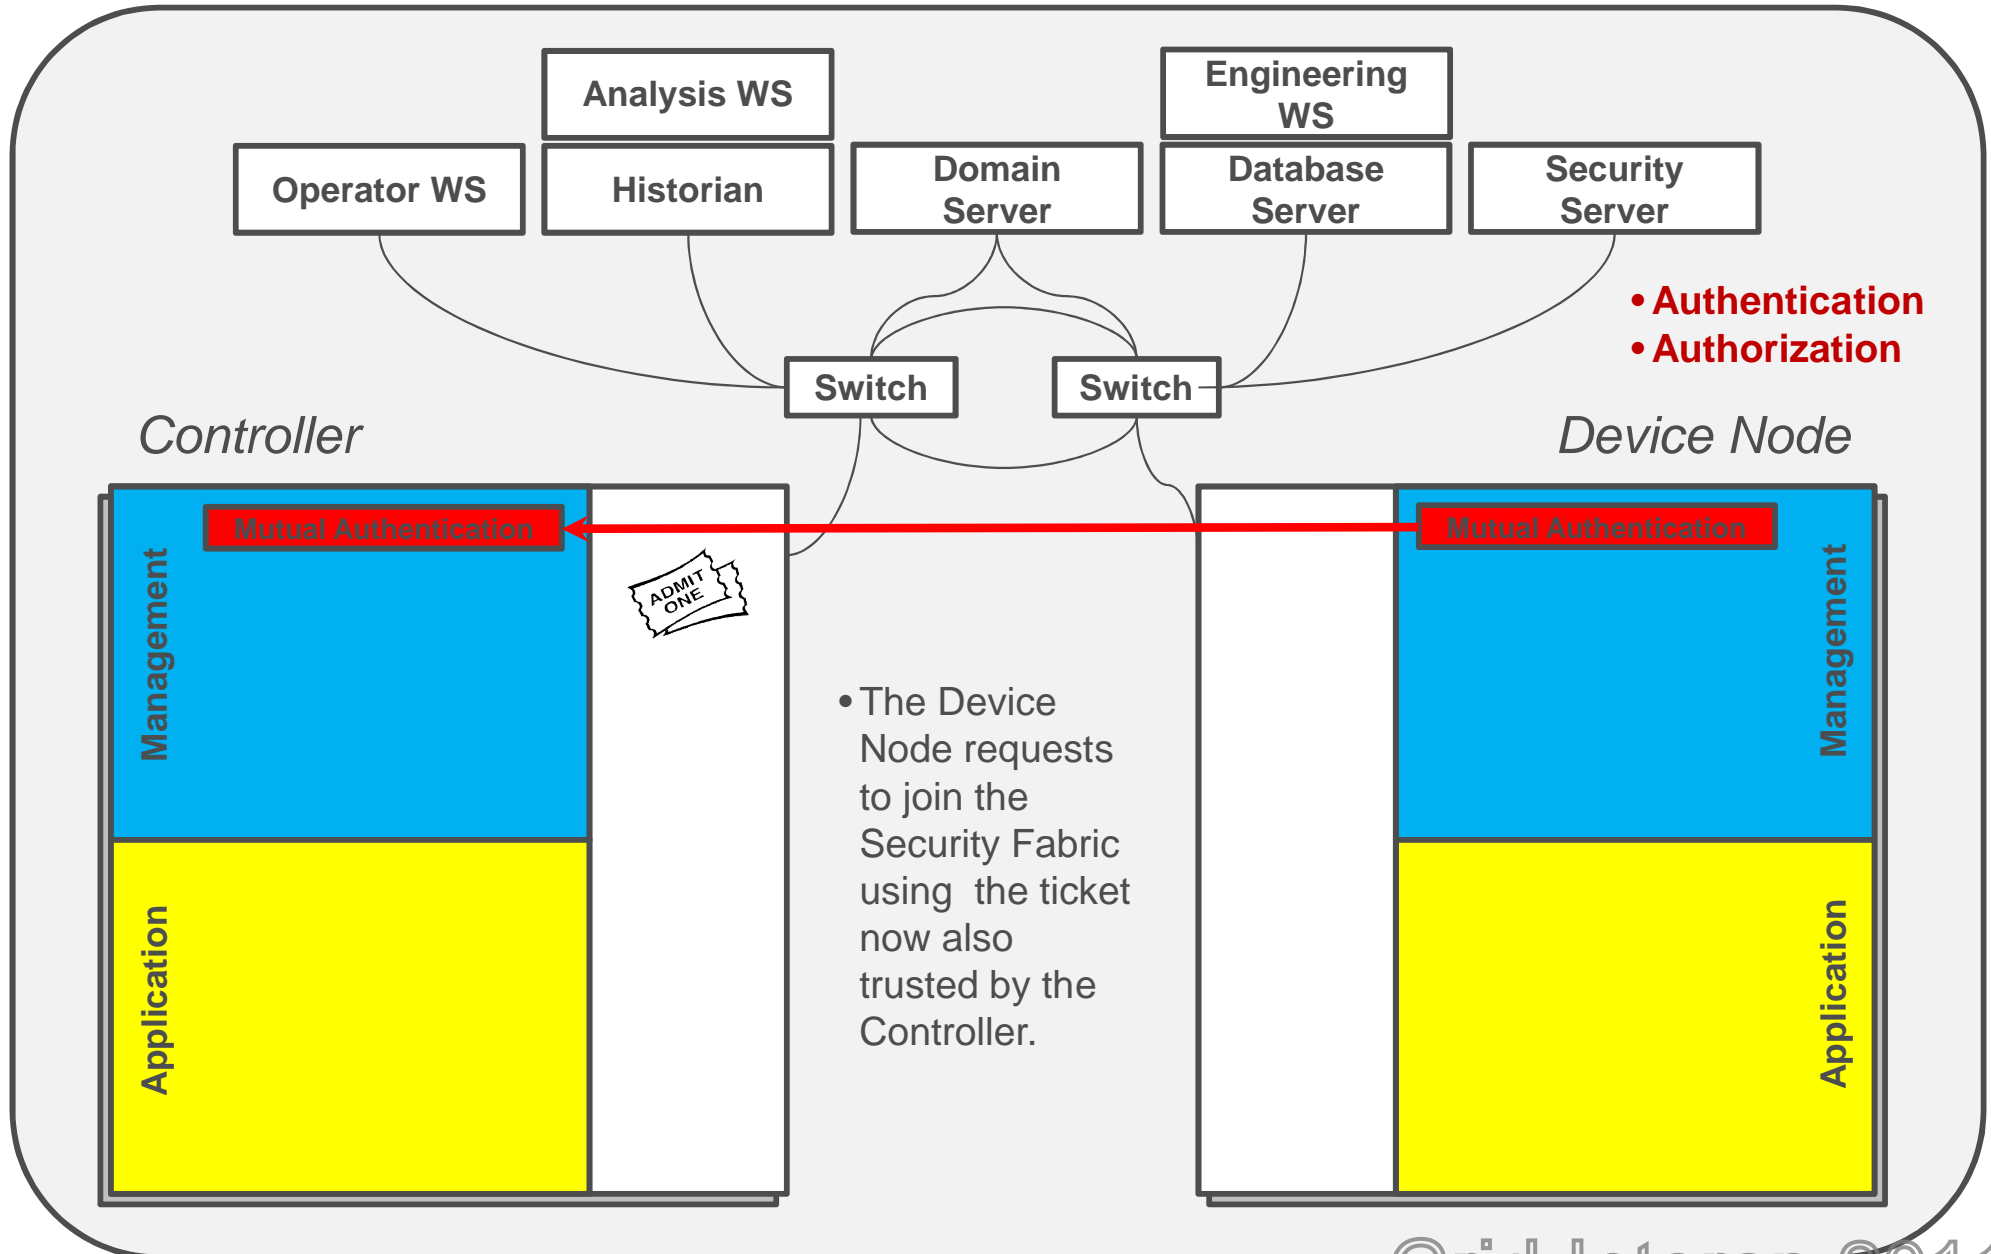 Analysis WS
Engineering
WS
Operator WS
Historian
Domain
Server
Database
Server
Security
Server
• Authentication
• Authorization
Switch
Switch
Controller
Device Node
Mutual Authentication
Mutual Authentication
ADMIT
ONE
Management
Management
• The Device
Node requests
to join the
Security Fabric
using the ticket
now also
trusted by the
Controller.
Application
Application